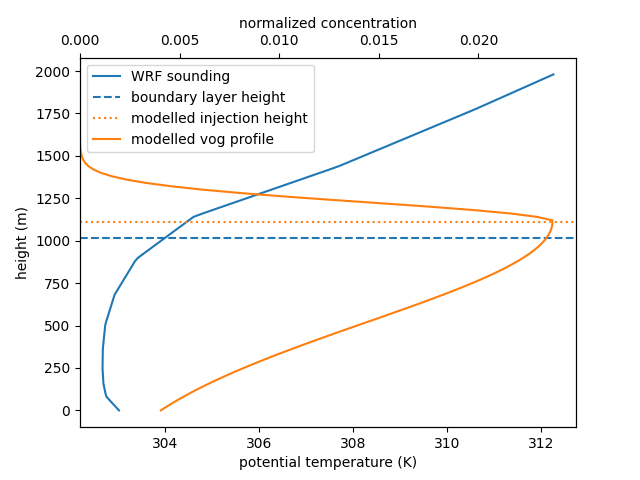 normalized concentration
0.000 0.005 0.010 0.015 0.020
WRF sounding
boundary layer height
modelled injection height
modelled vog profile
height (m)
2000
1750
1500
1250
1000
750
500
250
0
304 306 308 310 312
potential temperature (K)